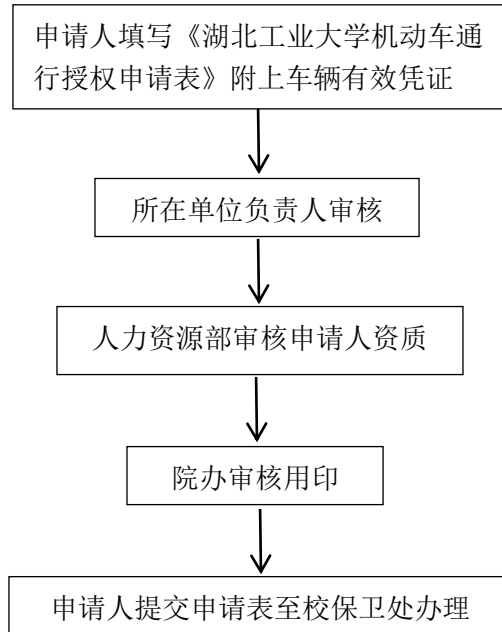 申请人填写《湖北工业大学机动车通
行授权申请表》附上车辆有效凭证
所在单位负责人审核
人力资源部审核申请人资质
院办审核用印
申请人提交申请表至校保卫处办理